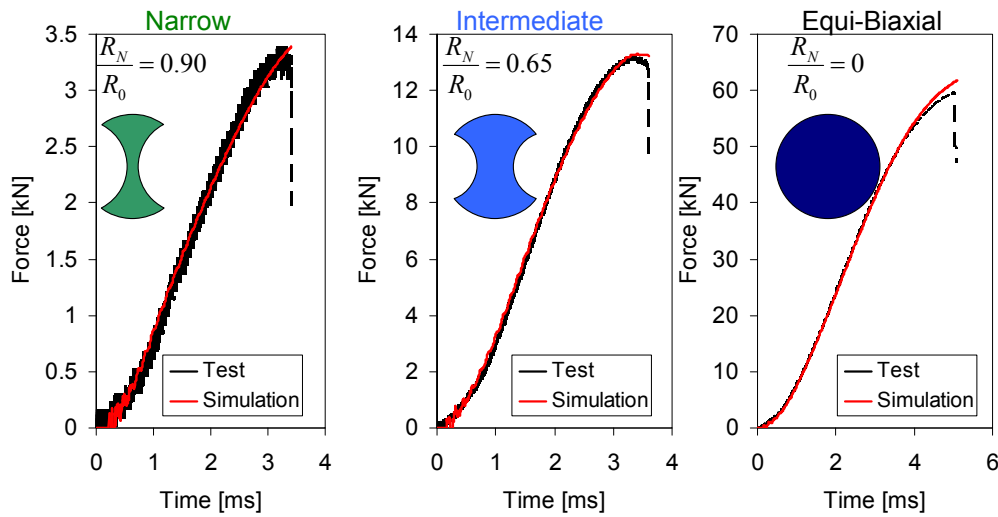 Narrow
R_N/R_0 = 0.90
Force [kN]
3.5
3
2.5
2
1.5
1
0.5
0
0 1 2 3 4
Time [ms]
Test
Simulation
Intermediate
R_N/R_0 = 0.65
Force [kN]
14
12
10
8
6
4
2
0
0 1 2 3 4
Time [ms]
Test
Simulation
Equi-Biaxial
R_N/R_0 = 0
Force [kN]
70
60
50
40
30
20
10
0
0 2 4 6
Time [ms]
Test
Simulation